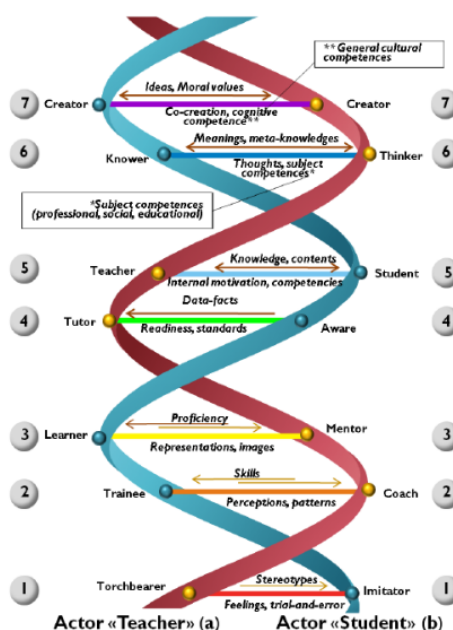 ** General cultural
competences
7
Ideas, Moral values
7
Creator
Creator
Co-creation, cognitive
competence**
6
Meanings, meta-knowledges
6
Knower
Thinker
Thoughts, subject
competences*
*Subject competences
(professional, social, educational)
5
Knowledge, contents
5
Teacher
Student
Internal motivation, competencies
4
Data-facts
4
Tutor
Aware
Readiness, standards
3
Proficiency
3
Learner
Mentor
Representations, images
2
Skills
2
Trainee
Coach
Perceptions, patterns
1
Stereotypes
1
Torchbearer
Imitator
Feelings, trial-and-error
Actor «Teacher» (a)
Actor «Student» (b)